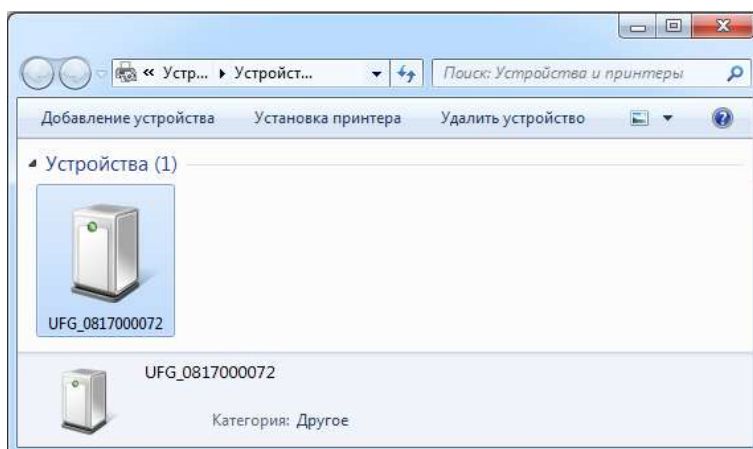 « Устр... Устройст... Поиск: Устройства и принтеры
Добавление устройства Установка принтера Удалить устройство
Устройства (1)
UFG_0817000072
UFG_0817000072
Категория: Другое